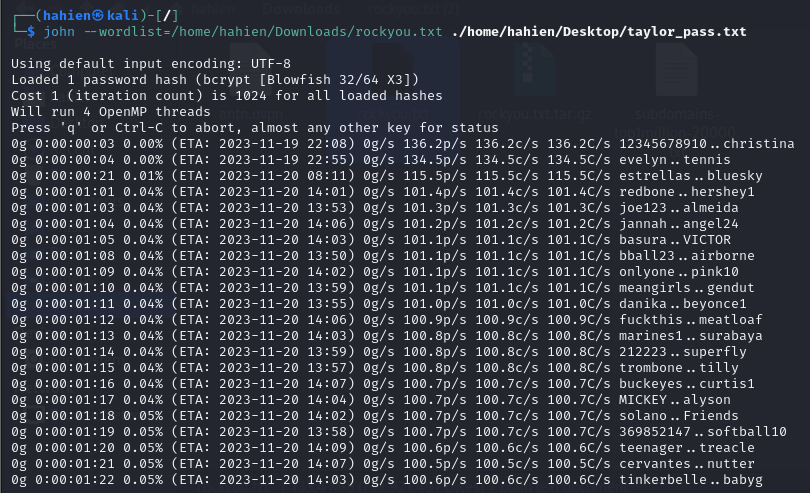 ┌──(hahien㉿kali)-[/]
└─$ john --wordlist=/home/hahien/Downloads/rockyou.txt ./home/hahien/Desktop/taylor_pass.txt
Using default input encoding: UTF-8
Loaded 1 password hash (bcrypt [Blowfish 32/64 X3])
Cost 1 (iteration count) is 1024 for all loaded hashes
Will run 4 OpenMP threads
Press 'q' or Ctrl-C to abort, almost any other key for status
0g 0:00:00:03 0.00% (ETA: 2023-11-19 22:08) 0g/s 136.2p/s 136.2c/s 136.2C/s 12345678910..christina
0g 0:00:00:04 0.00% (ETA: 2023-11-19 22:55) 0g/s 134.5p/s 134.5c/s 134.5C/s evelyn..tennis
0g 0:00:00:21 0.01% (ETA: 2023-11-20 08:11) 0g/s 115.5p/s 115.5c/s 115.5C/s estrellas..bluesky
0g 0:00:01:01 0.04% (ETA: 2023-11-20 14:01) 0g/s 101.4p/s 101.4c/s 101.4C/s redbone..hershey1
0g 0:00:01:03 0.04% (ETA: 2023-11-20 13:53) 0g/s 101.3p/s 101.3c/s 101.3C/s joe123..almeida
0g 0:00:01:04 0.04% (ETA: 2023-11-20 14:06) 0g/s 101.2p/s 101.2c/s 101.2C/s jannah..angel24
0g 0:00:01:05 0.04% (ETA: 2023-11-20 14:03) 0g/s 101.1p/s 101.1c/s 101.1C/s basura..VICTOR
0g 0:00:01:08 0.04% (ETA: 2023-11-20 13:50) 0g/s 101.1p/s 101.1c/s 101.1C/s bball23..airborne
0g 0:00:01:09 0.04% (ETA: 2023-11-20 14:02) 0g/s 101.1p/s 101.1c/s 101.1C/s onlyone..pink10
0g 0:00:01:10 0.04% (ETA: 2023-11-20 13:59) 0g/s 101.1p/s 101.1c/s 101.1C/s meangirls..gendut
0g 0:00:01:11 0.04% (ETA: 2023-11-20 13:55) 0g/s 101.0p/s 101.0c/s 101.0C/s danika..beyonce1
0g 0:00:01:12 0.04% (ETA: 2023-11-20 14:06) 0g/s 100.9p/s 100.9c/s 100.9C/s fuckthis..meatloaf
0g 0:00:01:13 0.04% (ETA: 2023-11-20 14:03) 0g/s 100.8p/s 100.8c/s 100.8C/s marines1..surabaya
0g 0:00:01:14 0.04% (ETA: 2023-11-20 13:59) 0g/s 100.8p/s 100.8c/s 100.8C/s 212223..superfly
0g 0:00:01:15 0.04% (ETA: 2023-11-20 13:57) 0g/s 100.8p/s 100.8c/s 100.8C/s trombone..tilly
0g 0:00:01:16 0.04% (ETA: 2023-11-20 14:07) 0g/s 100.7p/s 100.7c/s 100.7C/s buckeyes..curtis1
0g 0:00:01:17 0.04% (ETA: 2023-11-20 14:04) 0g/s 100.7p/s 100.7c/s 100.7C/s MICKEY..alyson
0g 0:00:01:18 0.05% (ETA: 2023-11-20 14:02) 0g/s 100.7p/s 100.7c/s 100.7C/s solano..Friends
0g 0:00:01:19 0.05% (ETA: 2023-11-20 13:58) 0g/s 100.7p/s 100.7c/s 100.7C/s 369852147..softball10
0g 0:00:01:20 0.05% (ETA: 2023-11-20 14:09) 0g/s 100.6p/s 100.6c/s 100.6C/s teenager..treacle
0g 0:00:01:21 0.05% (ETA: 2023-11-20 14:07) 0g/s 100.5p/s 100.5c/s 100.5C/s cervantes..nutter
0g 0:00:01:22 0.05% (ETA: 2023-11-20 14:03) 0g/s 100.6p/s 100.6c/s 100.6C/s tinkerbelle..babyg